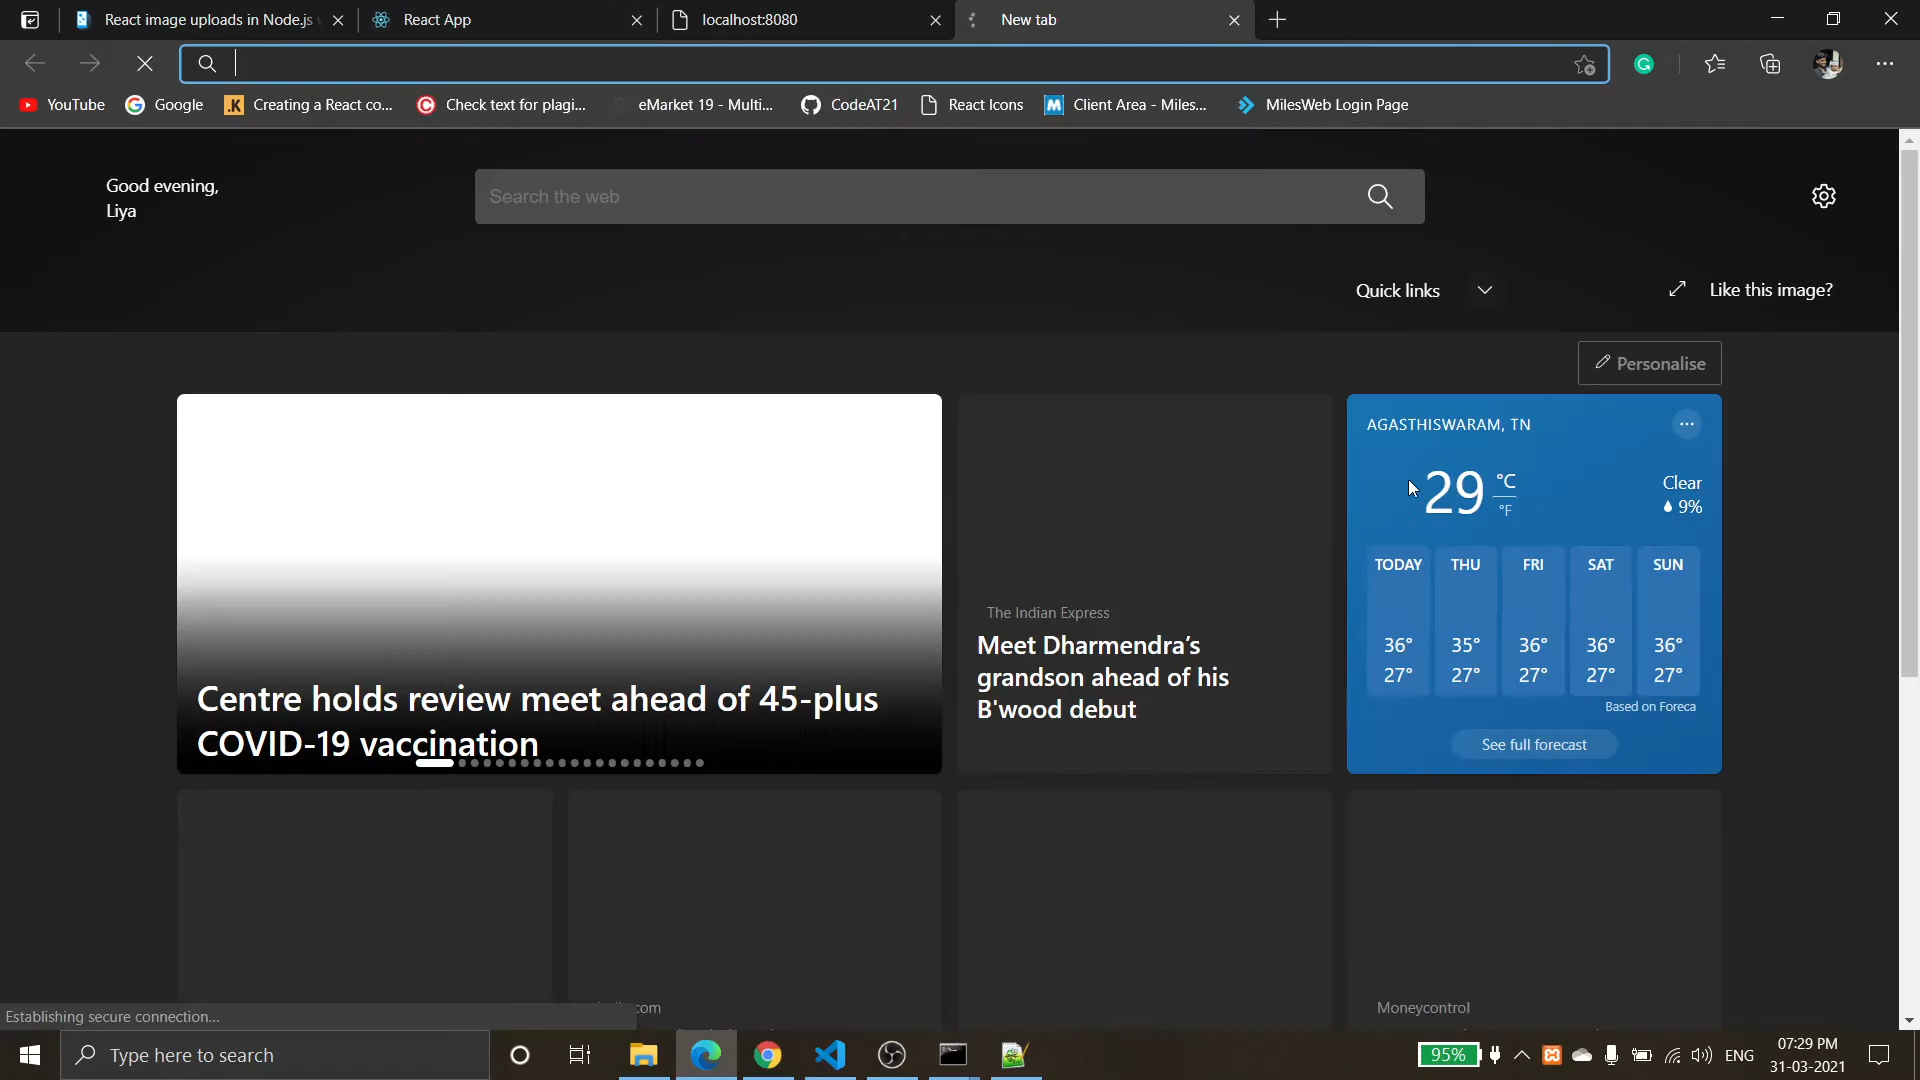 React image uploads in Node.js
React App
localhost:8080
New tab
YouTube
Google
Creating a React co...
Check text for plagi...
eMarket 19 - Multi...
CodeAT21
React Icons
Client Area - Miles...
MilesWeb Login Page
Good evening,
Liya
Search the web
Quick links
Like this image?
Personalise
Centre holds review meet ahead of 45-plus
COVID-19 vaccination
The Indian Express
Meet Dharmendra’s
grandson ahead of his
B'wood debut
AGASTHISWARAM, TN
29 °C
°F
Clear
9%
TODAY THU FRI SAT SUN
36° 35° 36° 36° 36°
27° 27° 27° 27° 27°
Based on Foreca
See full forecast
Moneycontrol
Establishing secure connection...
Type here to search
95%
ENG
07:29 PM
31-03-2021